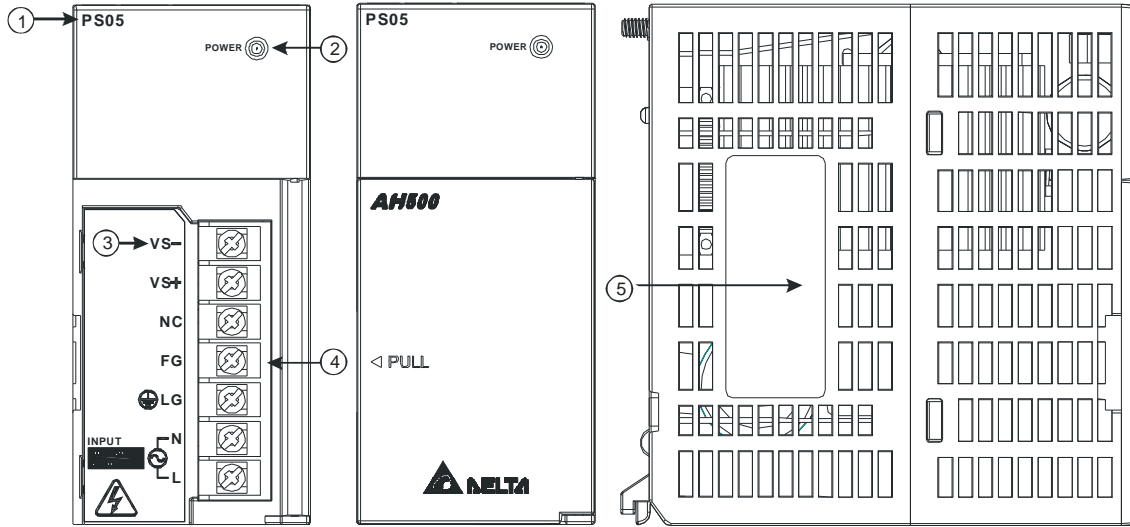 1
PS05
POWER
2
3
VS-
VS+
NC
FG
4
LG
INPUT
N
L
PS05
POWER
AH500
PULL
DELTA
5